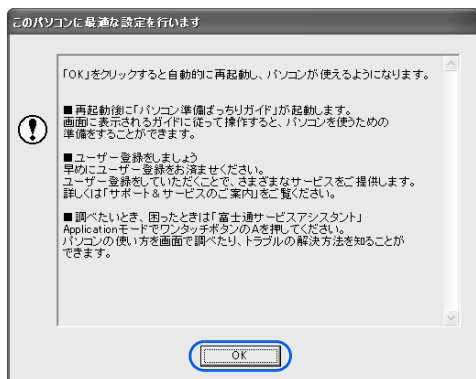 このパソコンに最適な設定を行います
「OK」をクリックすると自動的に再起動し、パソコンが使えるようになります。
■再起動後に「パソコン準備ばっちりガイド」が起動します。
画面に表示されるガイドに従って操作すると、パソコンを使うための
準備をすることができます。
■ユーザー登録をしましょう
早めにユーザー登録をお済ませください。
ユーザー登録をしていただくことで、さまざまなサービスをご提供します。
詳しくは「サポート&サービスのご案内」をご覧ください。
■調べたいとき、困ったときは「富士通サービスアシスタント」
ApplicationモードでワンタッチボタンのAを押してください。
パソコンの使い方を画面で調べたり、トラブルの解決方法を知ることが
できます。
OK